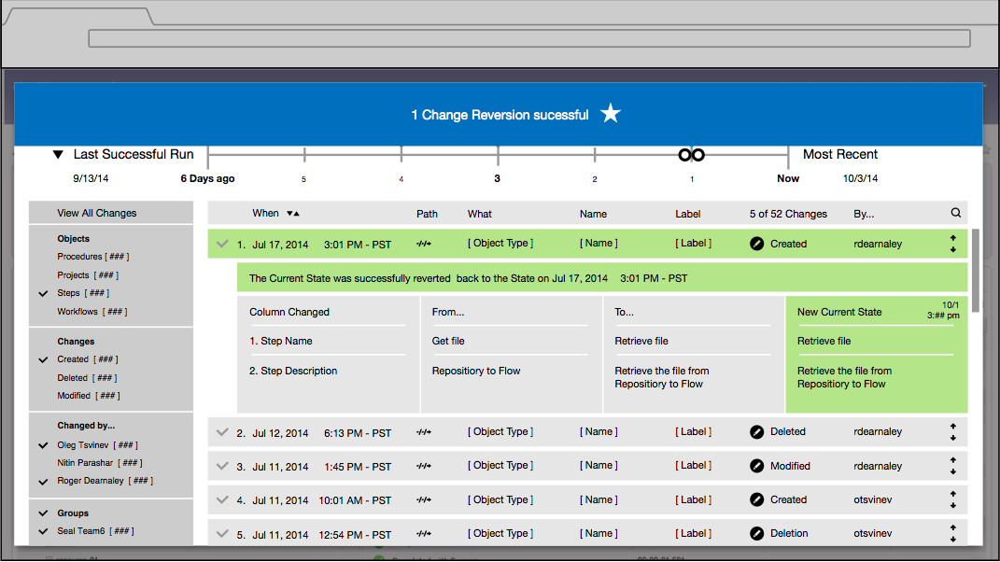 1 Change Reversion sucessful
Last Successful Run
Most Recent
9/13/14 6 Days ago 5 4 3 2 1 Now 10/3/14
View All Changes
Objects
Procedures [ ### ]
Projects [ ### ]
Steps [ ### ]
Workflows [ ### ]
Changes
Created [ ### ]
Deleted [ ### ]
Modified [ ### ]
Changed by...
Oleg Tsvinev [ ### ]
Nitin Parashar [ ### ]
Roger Dearnaley [ ### ]
Groups
Seal Team6 [ ### ]
When Path What Name Label 5 of 52 Changes By...
1. Jul 17, 2014 3:01 PM - PST [ Object Type ] [ Name ] [ Label ] Created rdearnaley
The Current State was successfully reverted back to the State on Jul 17, 2014 3:01 PM - PST
Column Changed From... To... New Current State 10/1
3:## pm
1. Step Name Get file Retrieve file Retrieve file
2. Step Description Repositiory to Flow Retrieve the file from Retrieve the file from
Repositiory to Flow Repositiory to Flow
2. Jul 12, 2014 6:13 PM - PST [ Object Type ] [ Name ] [ Label ] Deleted rdearnaley
3. Jul 11, 2014 1:45 PM - PST [ Object Type ] [ Name ] [ Label ] Modified rdearnaley
4. Jul 11, 2014 10:01 AM - PST [ Object Type ] [ Name ] [ Label ] Created otsvinev
5. Jul 11, 2014 12:54 PM - PST [ Object Type ] [ Name ] [ Label ] Deletion otsvinev